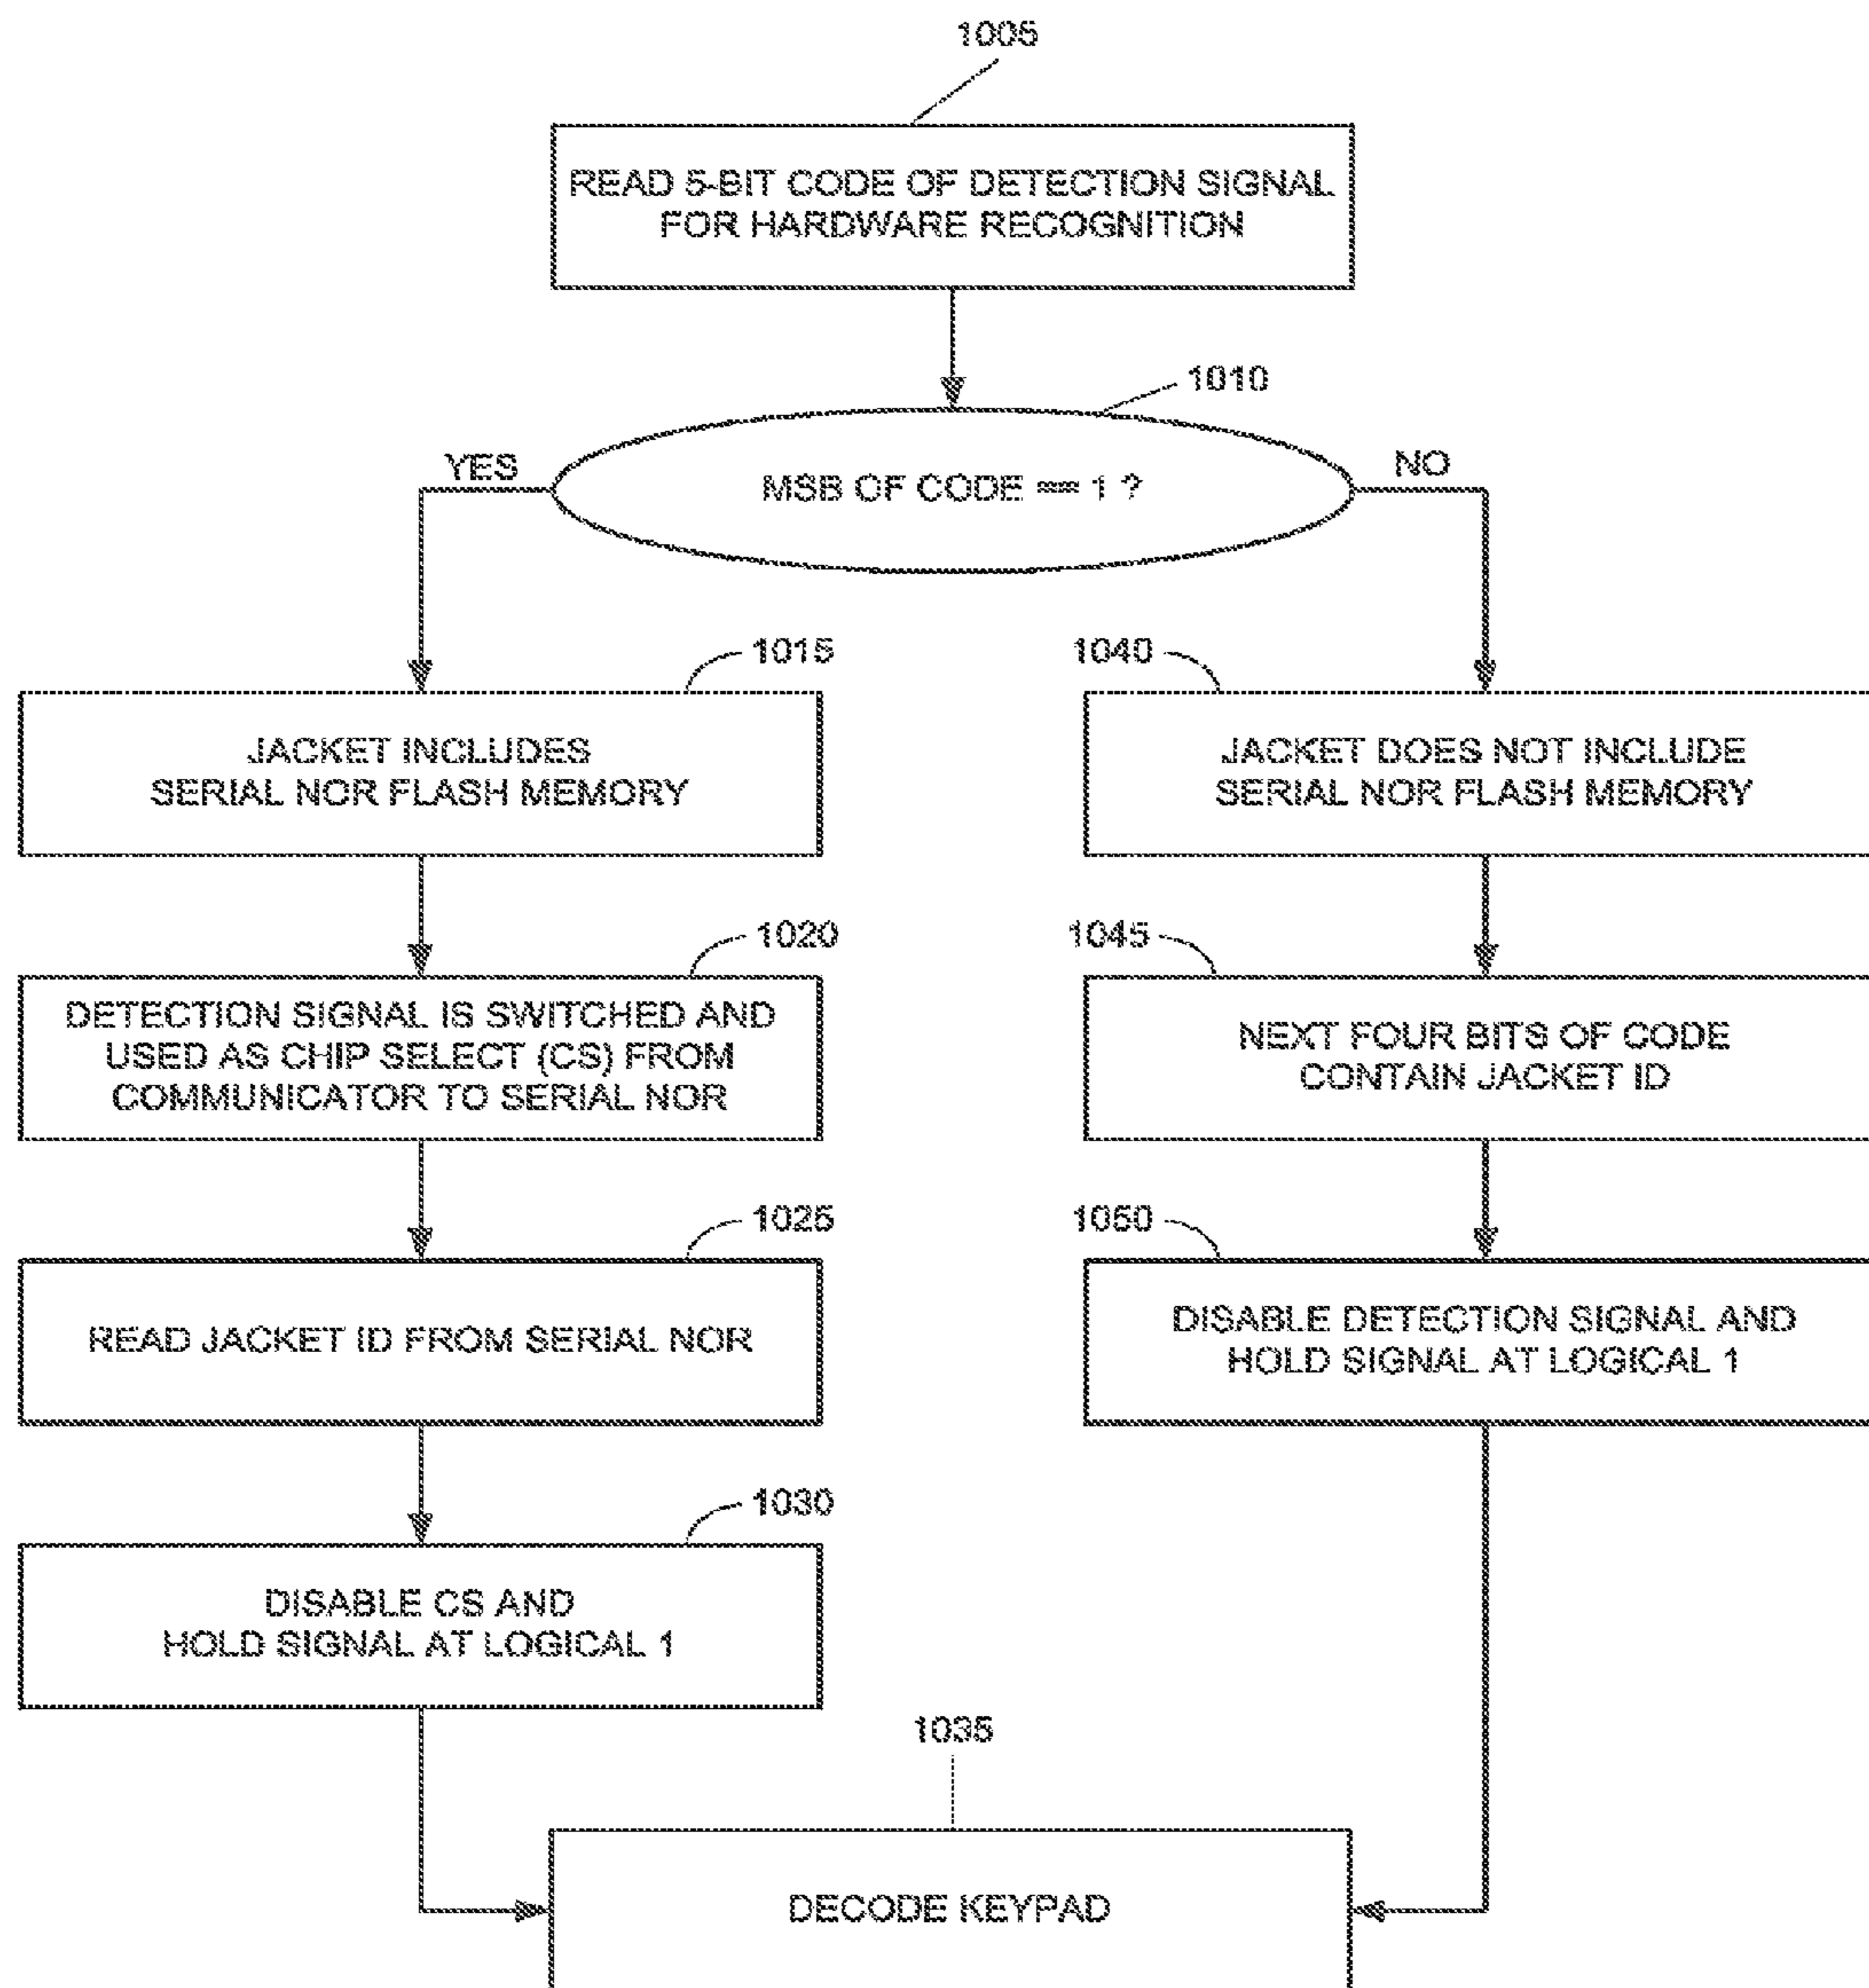 1005
READ 5-BIT CODE OF DETECTION SIGNAL
FOR HARDWARE RECOGNITION
1010
YES
MSB OF CODE == 1 ?
NO
1015
JACKET INCLUDES
SERIAL NOR FLASH MEMORY
1040
JACKET DOES NOT INCLUDE
SERIAL NOR FLASH MEMORY
1020
DETECTION SIGNAL IS SWITCHED AND
USED AS CHIP SELECT (CS) FROM
COMMUNICATOR TO SERIAL NOR
1045
NEXT FOUR BITS OF CODE
CONTAIN JACKET ID
1025
READ JACKET ID FROM SERIAL NOR
1050
DISABLE DETECTION SIGNAL AND
HOLD SIGNAL AT LOGICAL 1
1030
DISABLE CS AND
HOLD SIGNAL AT LOGICAL 1
1035
DECODE KEYPAD